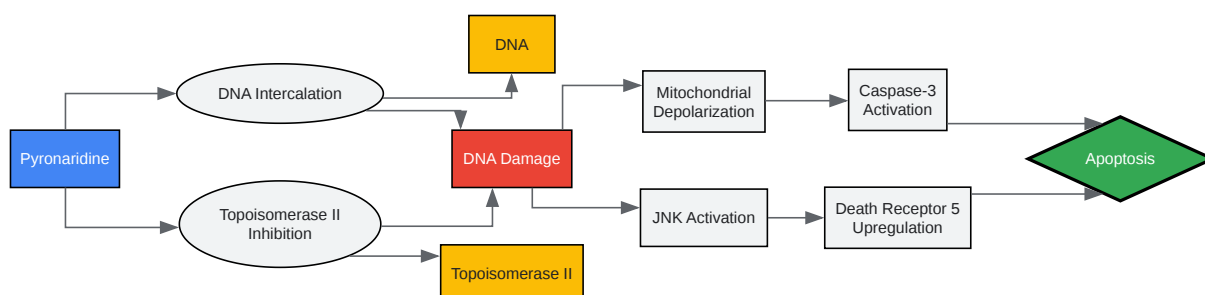 DNA
DNA Intercalation
Mitochondrial
Depolarization
Caspase-3
Activation
Pyronaridine
DNA Damage
Apoptosis
Topoisomerase II
Inhibition
JNK Activation
Death Receptor 5
Upregulation
Topoisomerase II